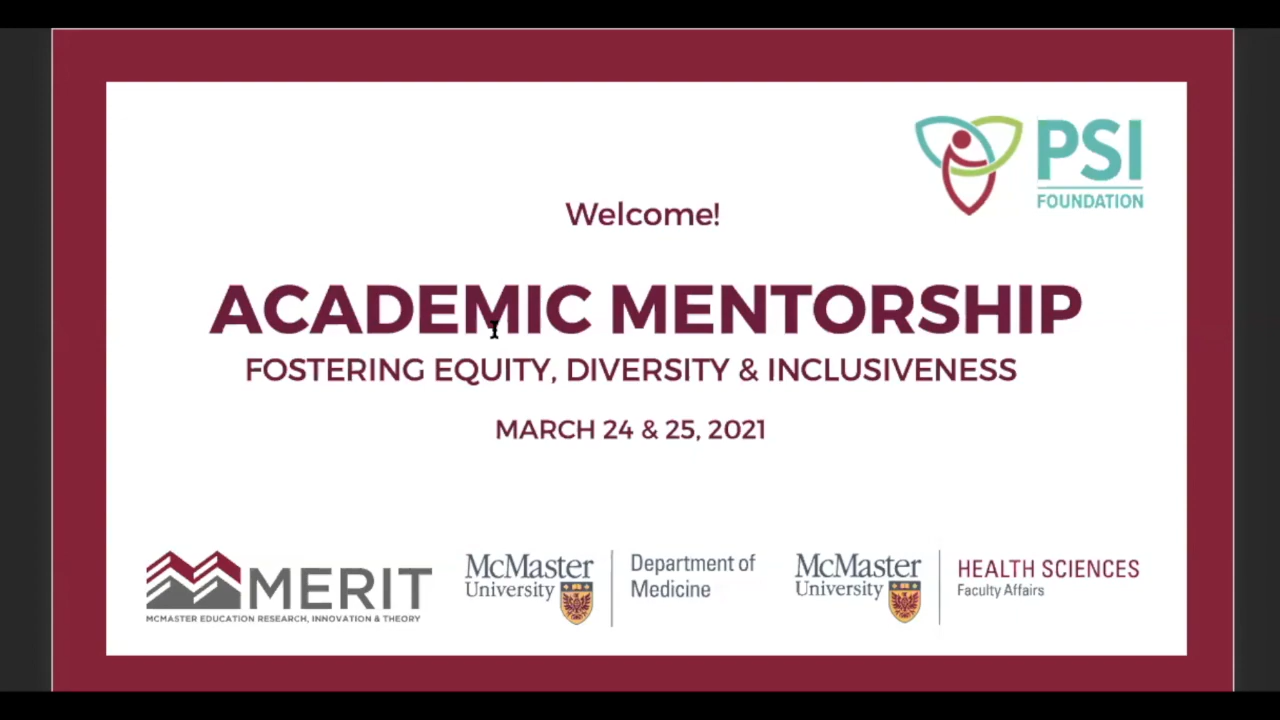 PSI
FOUNDATION
Welcome!
ACADEMIC MENTORSHIP
FOSTERING EQUITY, DIVERSITY & INCLUSIVENESS
MARCH 24 & 25, 2021
MERIT
MCMASTER EDUCATION RESEARCH, INNOVATION & THEORY
McMaster
University
Department of
Medicine
McMaster
University
HEALTH SCIENCES
Faculty Affairs